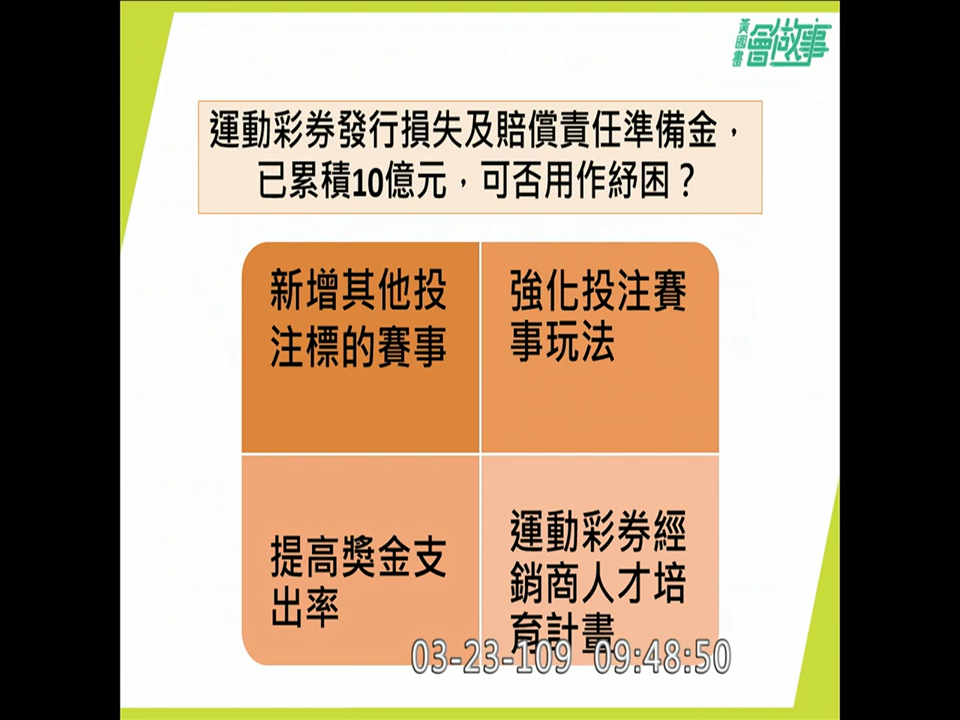 黃國書
會做事
運動彩券發行損失及賠償責任準備金，
已累積10億元，可否用作紓困？
新增其他投
注標的賽事
強化投注賽
事玩法
提高獎金支
出率
運動彩券經
銷商人才培
育計畫
03-23-109 09:48:50